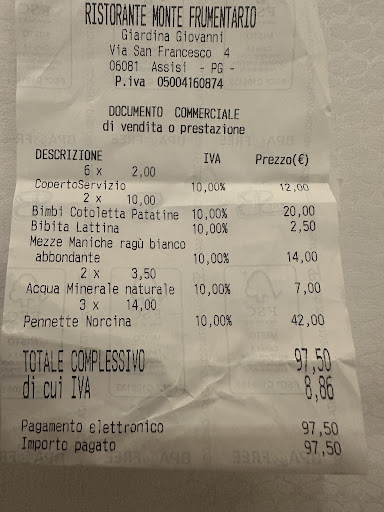 RISTORANTE MONTE FRUMENTARIO
Giardina Giovanni
Via San Francesco 4
06081 Assisi - PG -
P.iva 05004160874
DOCUMENTO COMMERCIALE
di vendita o prestazione
DESCRIZIONE IVA Prezzo(€)
6 x 2,00
CopertoServizio 10,00% 12,00
2 x 10,00
Bimbi Cotoletta Patatine 10,00% 20,00
Bibita Lattina 10,00% 2,50
Mezze Maniche ragù bianco
abbondante 10,00% 14,00
2 x 3,50
Acqua Minerale naturale 10,00% 7,00
3 x 14,00
Pennette Norcina 10,00% 42,00
TOTALE COMPLESSIVO 97,50
di cui IVA 8,86
Pagamento elettronico 97,50
Importo pagato 97,50